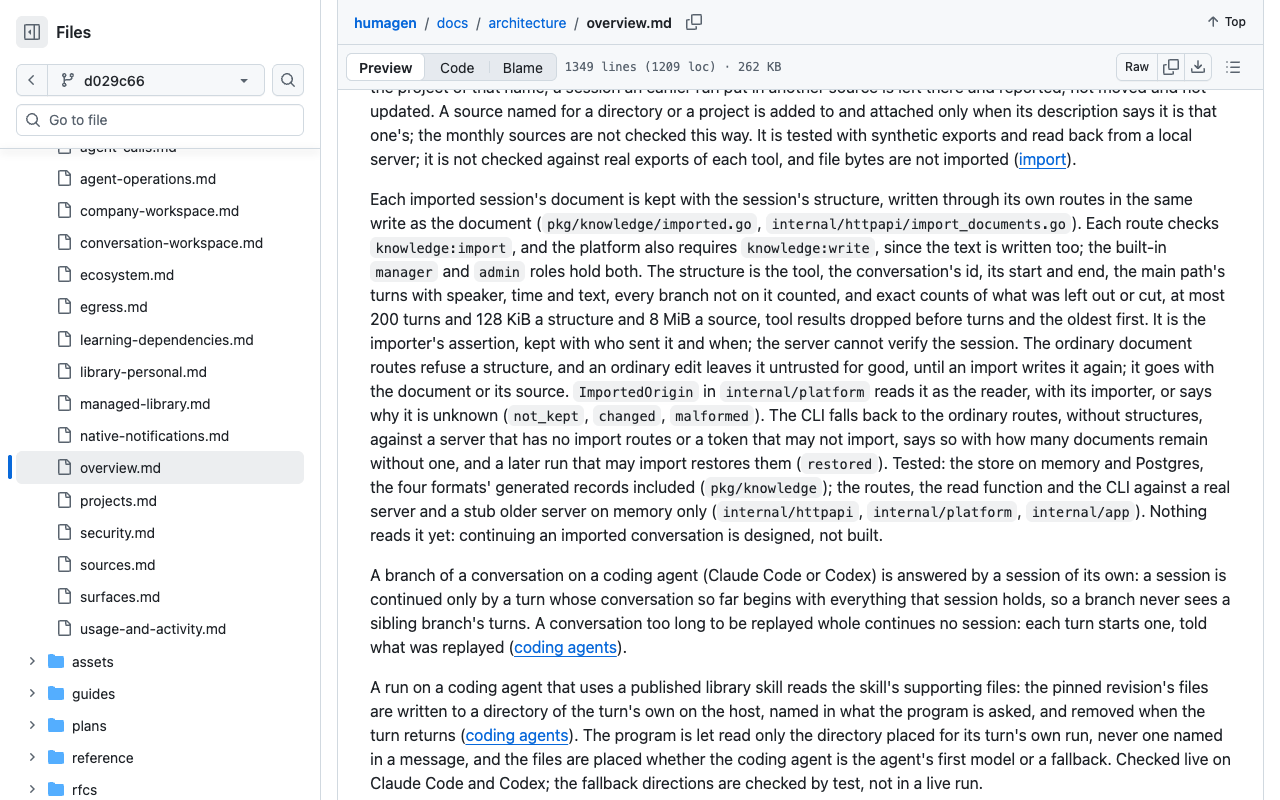 Files
humagen / docs / architecture / overview.md
Top
d029c66
Preview Code Blame 1349 lines (1209 loc) · 262 KB
Raw
Go to file
agent-calls.md
agent-operations.md
company-workspace.md
conversation-workspace.md
ecosystem.md
egress.md
learning-dependencies.md
library-personal.md
managed-library.md
native-notifications.md
overview.md
projects.md
security.md
sources.md
surfaces.md
usage-and-activity.md
assets
guides
plans
reference
rfcs
the project of that name; a session an earlier run put in another source is left there and reported, not moved and not
updated. A source named for a directory or a project is added to and attached only when its description says it is that
one's; the monthly sources are not checked this way. It is tested with synthetic exports and read back from a local
server; it is not checked against real exports of each tool, and file bytes are not imported (import).
Each imported session's document is kept with the session's structure, written through its own routes in the same
write as the document ( pkg/knowledge/imported.go , internal/httpapi/import_documents.go ). Each route checks
knowledge:import , and the platform also requires knowledge:write , since the text is written too; the built-in
manager and admin roles hold both. The structure is the tool, the conversation's id, its start and end, the main path's
turns with speaker, time and text, every branch not on it counted, and exact counts of what was left out or cut, at most
200 turns and 128 KiB a structure and 8 MiB a source, tool results dropped before turns and the oldest first. It is the
importer's assertion, kept with who sent it and when; the server cannot verify the session. The ordinary document
routes refuse a structure, and an ordinary edit leaves it untrusted for good, until an import writes it again; it goes with
the document or its source. ImportedOrigin in internal/platform reads it as the reader, with its importer, or says
why it is unknown ( not_kept , changed , malformed ). The CLI falls back to the ordinary routes, without structures,
against a server that has no import routes or a token that may not import, says so with how many documents remain
without one, and a later run that may import restores them ( restored ). Tested: the store on memory and Postgres,
the four formats' generated records included ( pkg/knowledge ); the routes, the read function and the CLI against a real
server and a stub older server on memory only ( internal/httpapi , internal/platform , internal/app ). Nothing
reads it yet: continuing an imported conversation is designed, not built.
A branch of a conversation on a coding agent (Claude Code or Codex) is answered by a session of its own: a session is
continued only by a turn whose conversation so far begins with everything that session holds, so a branch never sees a
sibling branch's turns. A conversation too long to be replayed whole continues no session: each turn starts one, told
what was replayed (coding agents).
A run on a coding agent that uses a published library skill reads the skill's supporting files: the pinned revision's files
are written to a directory of the turn's own on the host, named in what the program is asked, and removed when the
turn returns (coding agents). The program is let read only the directory placed for its turn's own run, never one named
in a message, and the files are placed whether the coding agent is the agent's first model or a fallback. Checked live on
Claude Code and Codex; the fallback directions are checked by test, not in a live run.